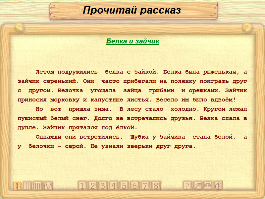 Прочитай рассказ
Белка и зайчик
Летом подружились белка с зайкой. Белка была рыженькая, а
зайчик серенький. Они часто прибегали на полянку поиграть друг
с другом. Белочка угощала зайца грибами и орешками. Зайчик
приносил морковку и капустные листья. Весело им было вдвоём!
Но вот пришла зима. В лесу стало холодно. Кругом лежал
пушистый белый снег. Долго не встречались друзья. Белка спала в
дупле. Зайчик прятался под ёлкой.
Однажды они встретились. Шубка у зайчика стала белой, а
у белочки – серой. Не узнали зверьки друг друга.